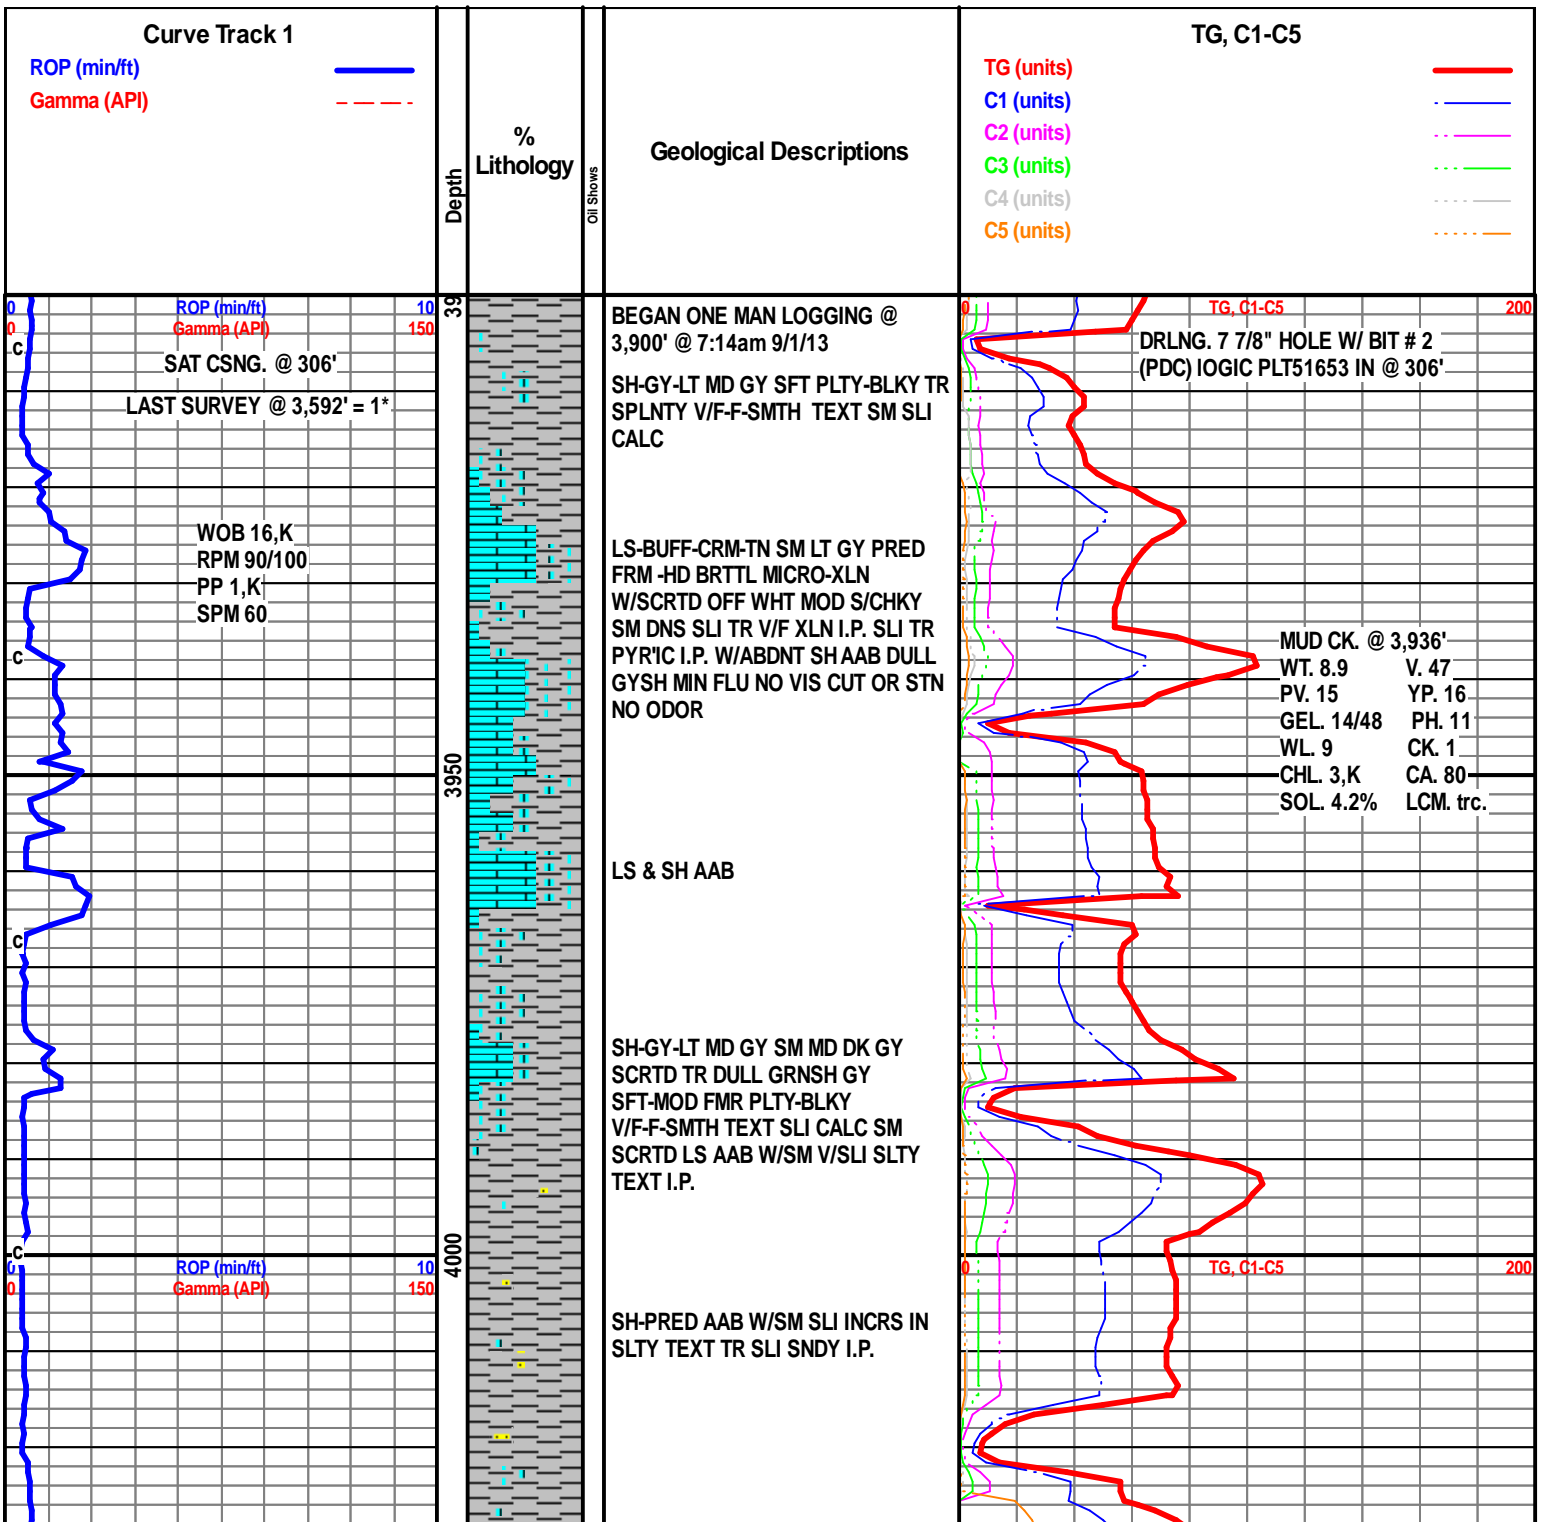 Curve Track 1
ROP (min/ft)
Gamma (API)
Depth
%
Lithology
Oil Shows
Geological Descriptions
TG, C1-C5
TG (units)
C1 (units)
C2 (units)
C3 (units)
C4 (units)
C5 (units)
0 ROP (min/ft) 10
0 Gamma (API) 150
39
0 TG, C1-C5 200
C
SAT CSNG. @ 306'
LAST SURVEY @ 3,592' = 1*
BEGAN ONE MAN LOGGING @
3,900' @ 7:14am 9/1/13
DRLNG. 7 7/8" HOLE W/ BIT # 2
(PDC) lOGIC PLT51653 IN @ 306'
SH-GY-LT MD GY SFT PLTY-BLKY TR
SPLNTY V/F-F-SMTH TEXT SM SLI
CALC
WOB 16,K
RPM 90/100
PP 1,K
SPM 60
LS-BUFF-CRM-TN SM LT GY PRED
FRM -HD BRTTL MICRO-XLN
W/SCRTD OFF WHT MOD S/CHKY
SM DNS SLI TR V/F XLN I.P. SLI TR
PYR'IC I.P. W/ABDNT SH AAB DULL
GYSH MIN FLU NO VIS CUT OR STN
NO ODOR
C
MUD CK. @ 3,936'
WT. 8.9 V. 47
PV. 15 YP. 16
GEL. 14/48 PH. 11
WL. 9 CK. 1
CHL. 3,K CA. 80
SOL. 4.2% LCM. trc.
3950
LS & SH AAB
C
SH-GY-LT MD GY SM MD DK GY
SCRTD TR DULL GRNSH GY
SFT-MOD FMR PLTY-BLKY
V/F-F-SMTH TEXT SLI CALC SM
SCRTD LS AAB W/SM V/SLI SLTY
TEXT I.P.
C
4000
0 ROP (min/ft) 10
0 Gamma (API) 150
0 TG, C1-C5 200
SH-PRED AAB W/SM SLI INCRS IN
SLTY TEXT TR SLI SNDY I.P.